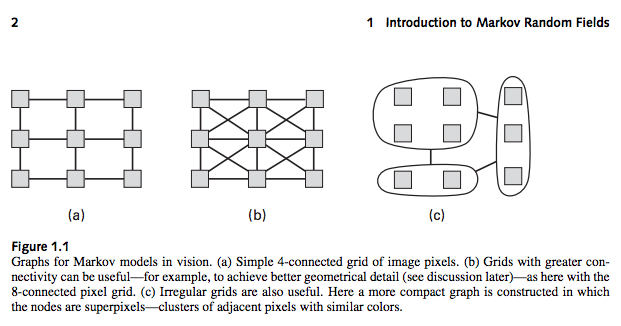 2
1 Introduction to Markov Random Fields
(a)
(b)
(c)
Figure 1.1
Graphs for Markov models in vision. (a) Simple 4-connected grid of image pixels. (b) Grids with greater con-
nectivity can be useful—for example, to achieve better geometrical detail (see discussion later)—as here with the
8-connected pixel grid. (c) Irregular grids are also useful. Here a more compact graph is constructed in which
the nodes are superpixels—clusters of adjacent pixels with similar colors.